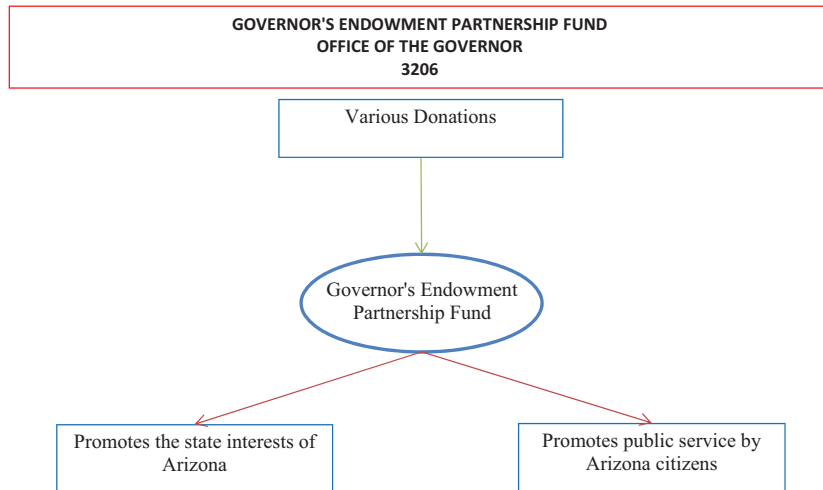 GOVERNOR'S ENDOWMENT PARTNERSHIP FUND
OFFICE OF THE GOVERNOR
3206
Various Donations
Governor's Endowment
Partnership Fund
Promotes the state interests of
Arizona
Promotes public service by
Arizona citizens